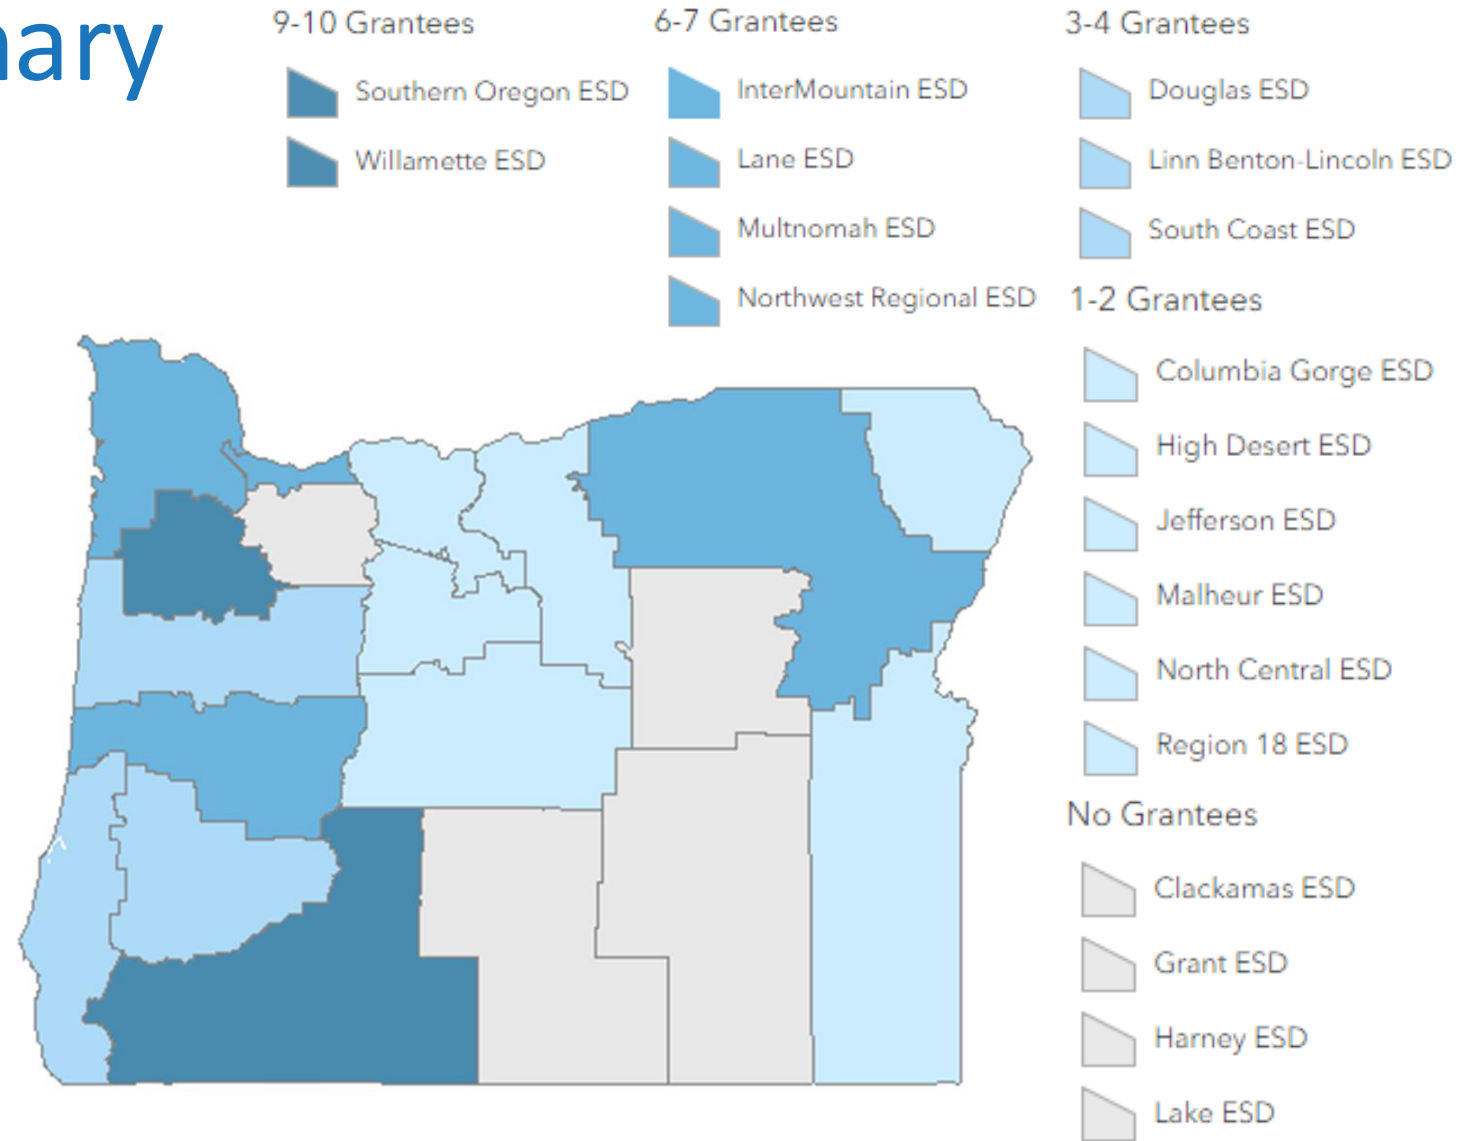 9-10 Grantees
Southern Oregon ESD
Willamette ESD
6-7 Grantees
InterMountain ESD
Lane ESD
Multnomah ESD
Northwest Regional ESD
3-4 Grantees
Douglas ESD
Linn Benton-Lincoln ESD
South Coast ESD
1-2 Grantees
Columbia Gorge ESD
High Desert ESD
Jefferson ESD
Malheur ESD
North Central ESD
Region 18 ESD
No Grantees
Clackamas ESD
Grant ESD
Harney ESD
Lake ESD